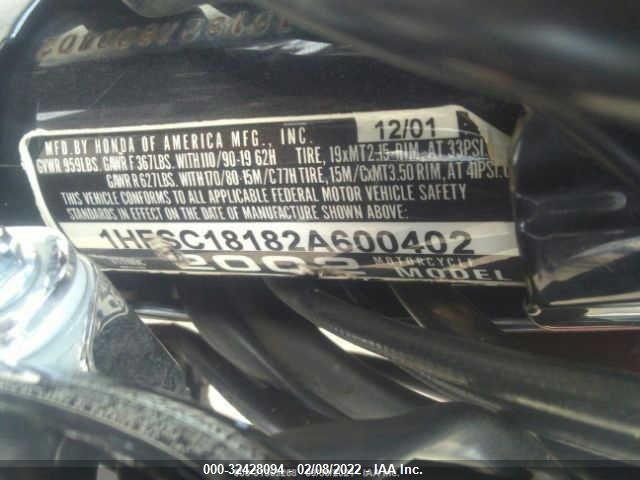 12/01
MFD. BY HONDA OF AMERICA MFG., INC.
GVWR 959LBS. GAWR F 367LBS. WITH 110/90-19 62H TIRE, 19xMT2.15 RIM, AT 33PSI.
GAWR R 627LBS. WITH 170/80-15M/C77H TIRE, 15M/CxMT3.50 RIM, AT 41PSI.
THIS VEHICLE CONFORMS TO ALL APPLICABLE FEDERAL MOTOR VEHICLE SAFETY
STANDARDS IN EFFECT ON THE DATE OF MANUFACTURE SHOWN ABOVE.
1HFSC18182A600402
2002 MOTORCYCLE
MODEL
000-32428094 - 02/08/2022 - IAA Inc.